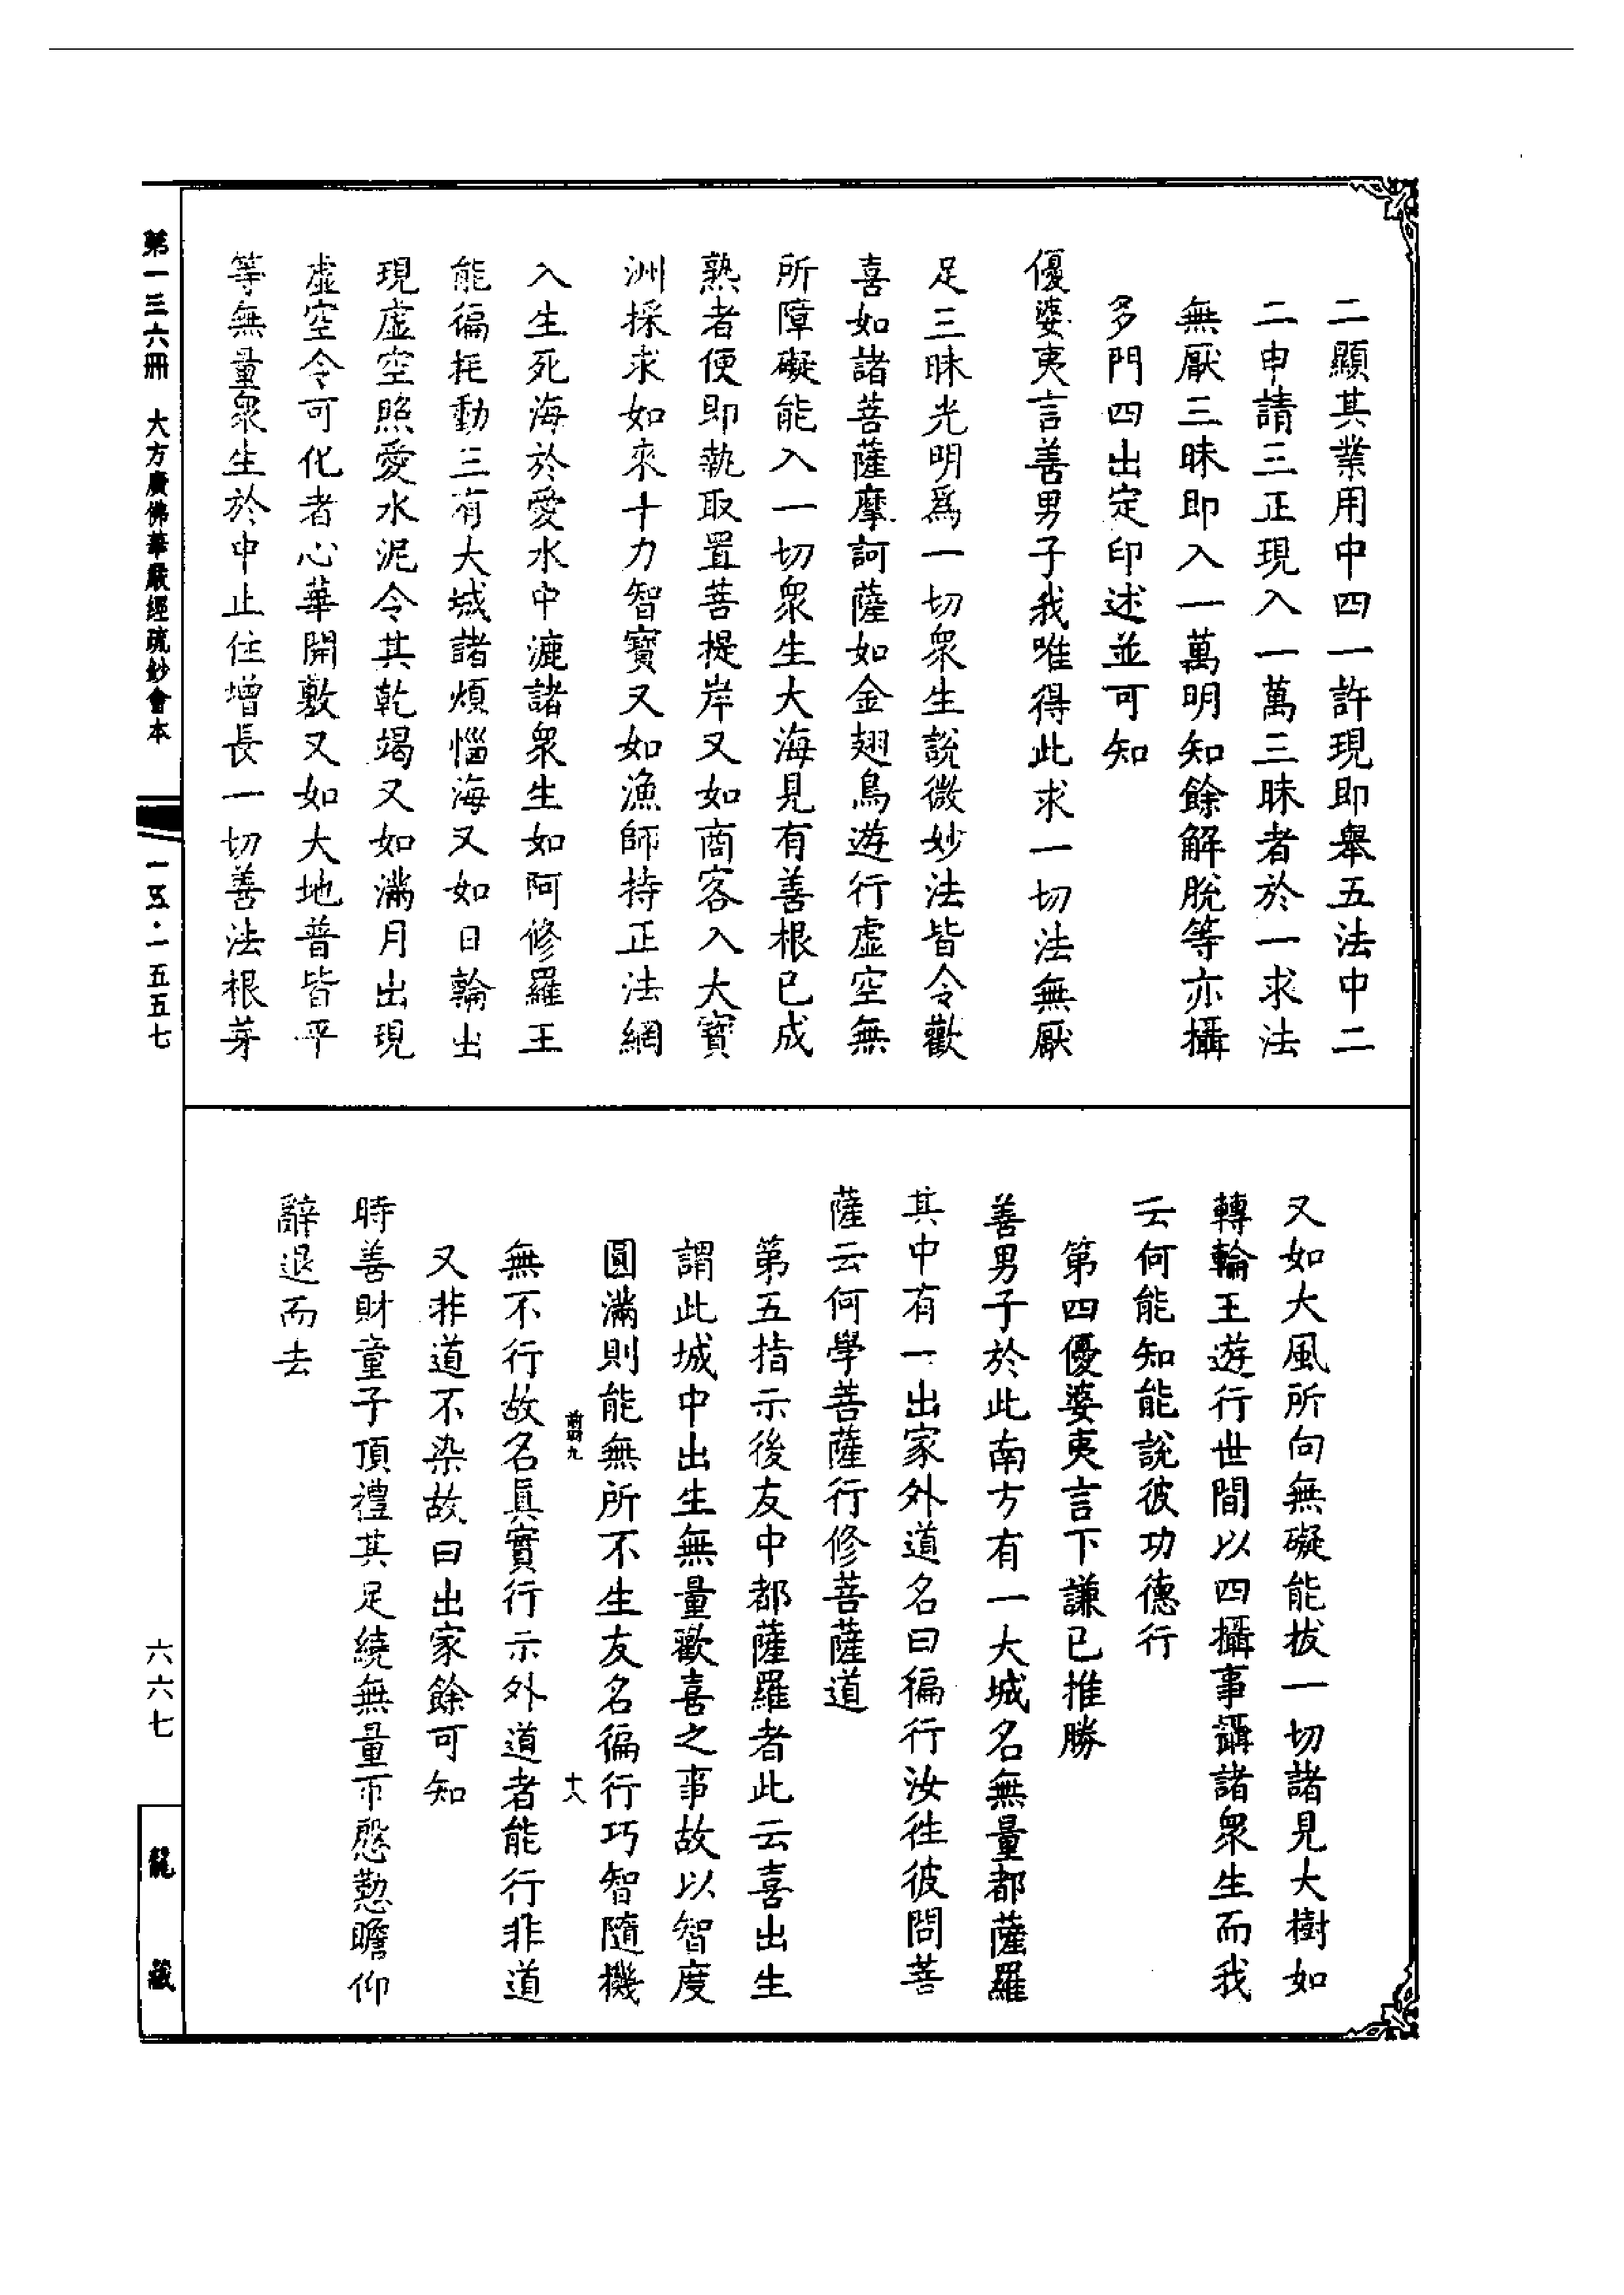 二顯其業用中四一許現即舉五法中二
二申請三正現入一萬三昧者於一求法
無厭三昧即入一萬明知餘解脫等亦攝
多門四出定印述並可知
優婆夷言善男子我唯得此求一切法無厭
足三昧光明爲一切衆生說微妙法皆令歡
喜如諸菩薩摩訶薩如金翅鳥遊行虛空無
所障礙能入一切衆生大海見有善根已成
熟者便即執取置菩提岸又如商客入大寶
洲採求如來十力智寶又如漁師持正法網
入生死海於愛水中漉諸衆生如阿修羅王
能徧撓動三有大城諸煩惱海又如日輪出
現虛空照愛水泥令其乾竭又如滿月出現
虛空令可化者心華開敷又如大地普皆平
等無量衆生於中止住增長一切善法根芽
又如大風所向無礙能拔一切諸見大樹如
轉輪王遊行世間以四攝事攝諸衆生而我
云何能知能說彼功德行
第四優婆夷言下謙已推勝
善男子於此南方有一大城名無量都薩羅
其中有一出家外道名曰徧行汝徃彼問菩
薩云何學菩薩行修菩薩道
第五指示後友中都薩羅者此云喜出生
謂此城中出生無量歡喜之事故以智度
圓滿則能無所不生友名徧行巧智隨機
十八
無不行故名眞實行示外道者能行非道
又非道不染故曰出家餘可知
時善財童子頂禮其足繞無量帀慇懃瞻仰
辭退而去
第一三六冊 大方廣佛華嚴經疏鈔會本
一五·一五五七
六六七
龍藏